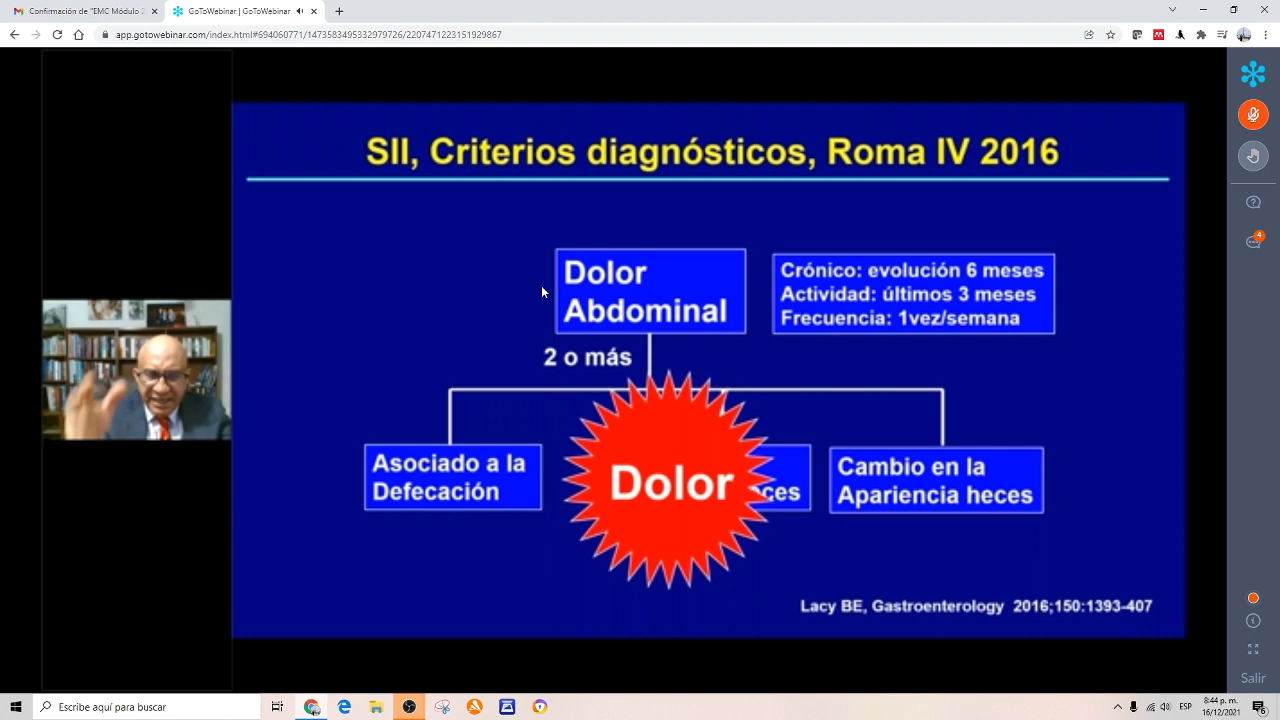 Confirmación de "EMC Módulo
GoToWebinar | GoToWebinar
app.gotowebinar.com/index.html#694060771/1473583495332979726/2207471223151929867
SII, Criterios diagnósticos, Roma IV 2016
Dolor
Abdominal
Crónico: evolución 6 meses
Actividad: últimos 3 meses
Frecuencia: 1vez/semana
2 o más
Asociado a la
Defecación
Dolor
ces
Cambio en la
Apariencia heces
Lacy BE, Gastroenterology 2016;150:1393-407
4
Salir
Escribe aquí para buscar
ESP
8:44 p. m.
16/12/2021